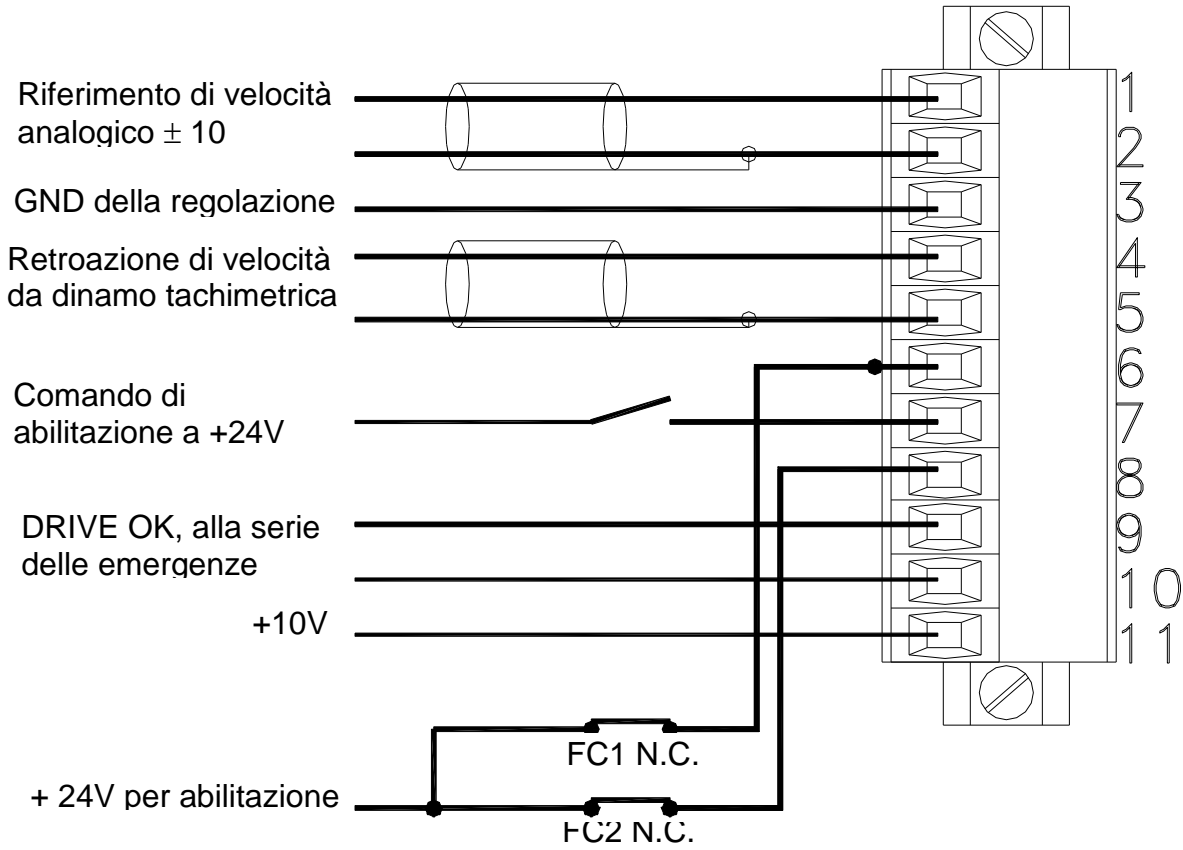 Riferimento di velocità
analogico ± 10
GND della regolazione
Retroazione di velocità
da dinamo tachimetrica
Comando di
abilitazione a +24V
DRIVE OK, alla serie
delle emergenze
+10V
+ 24V per abilitazione
FC1 N.C.
FC2 N.C.
1
2
3
4
5
6
7
8
9
10
11